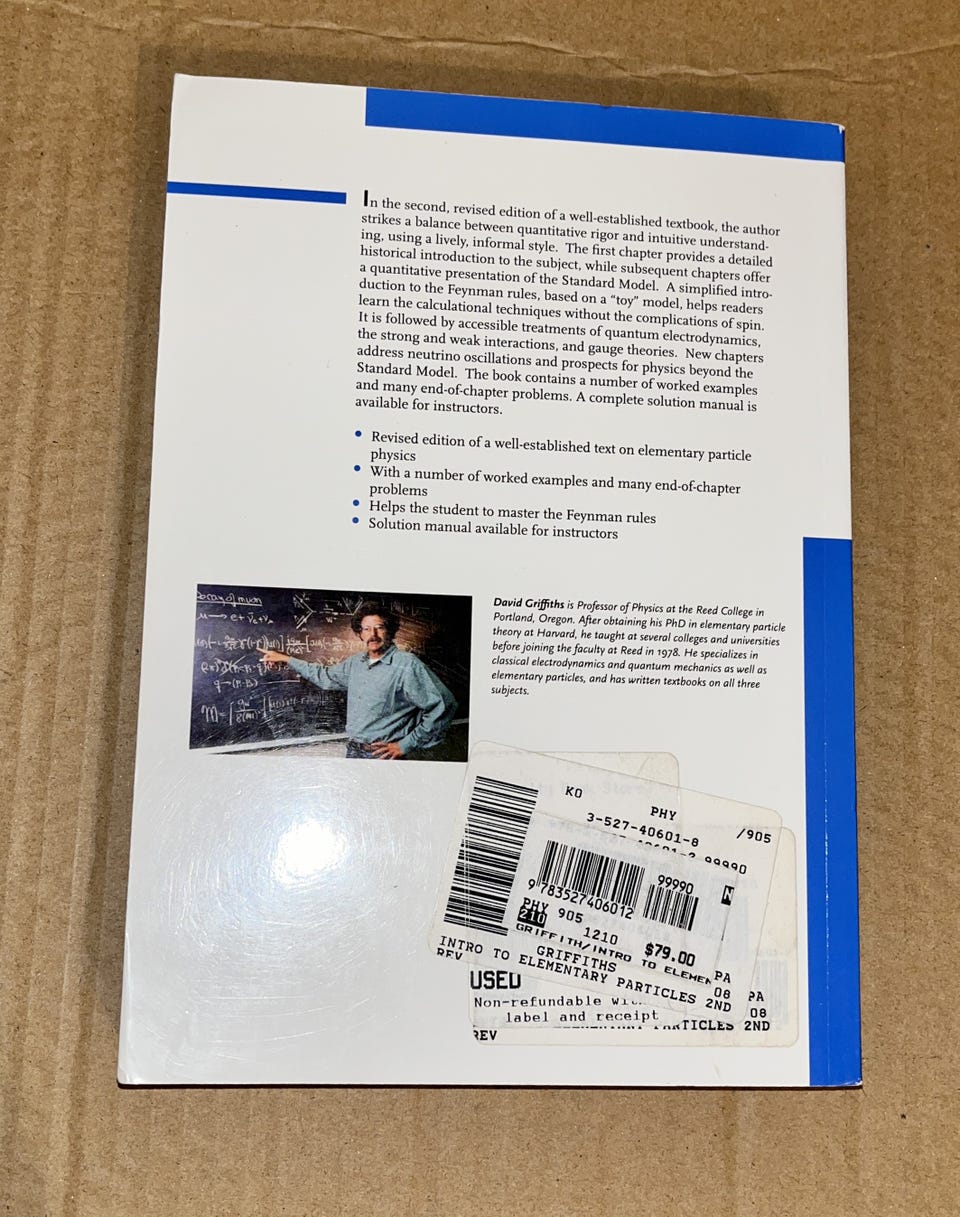 In the second, revised edition of a well-established textbook, the author
strikes a balance between quantitative rigor and intuitive understand-
ing, using a lively, informal style. The first chapter provides a detailed
historical introduction to the subject, while subsequent chapters offer
a quantitative presentation of the Standard Model. A simplified intro-
duction to the Feynman rules, based on a “toy” model, helps readers
learn the calculational techniques without the complications of spin.
It is followed by accessible treatments of quantum electrodynamics,
the strong and weak interactions, and gauge theories. New chapters
address neutrino oscillations and prospects for physics beyond the
Standard Model. The book contains a number of worked examples
and many end-of-chapter problems. A complete solution manual is
available for instructors.
• Revised edition of a well-established text on elementary particle
physics
• With a number of worked examples and many end-of-chapter
problems
• Helps the student to master the Feynman rules
• Solution manual available for instructors
Decay of muon
David Griffiths is Professor of Physics at the Reed College in
Portland, Oregon. After obtaining his PhD in elementary particle
theory at Harvard, he taught at several colleges and universities
before joining the faculty at Reed in 1978. He specializes in
classical electrodynamics and quantum mechanics as well as
elementary particles, and has written textbooks on all three
subjects.
KO PHY /905
3-527-40601-8
99990
99990 N
9 783527406012
PHY 905
210 1210 $79.00
GRIFFITH/INTRO TO ELEMEN
GRIFFITHS PA
INTRO TO ELEMENTARY PARTICLES 2ND 08
REV
USED PA
Non-refundable 08
label and receipt
PARTICLES 2ND
REV